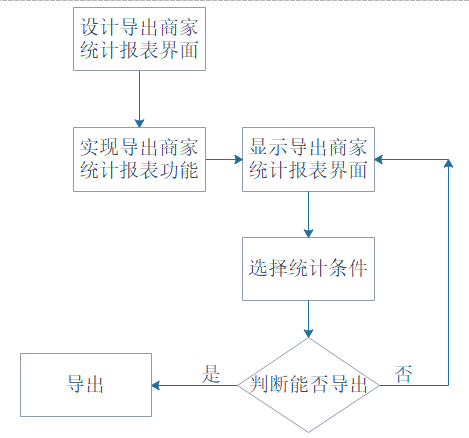 设计导出商家
统计报表界面
实现导出商家
统计报表功能
显示导出商家
统计报表界面
选择统计条件
判断能否导出
是
否
导出